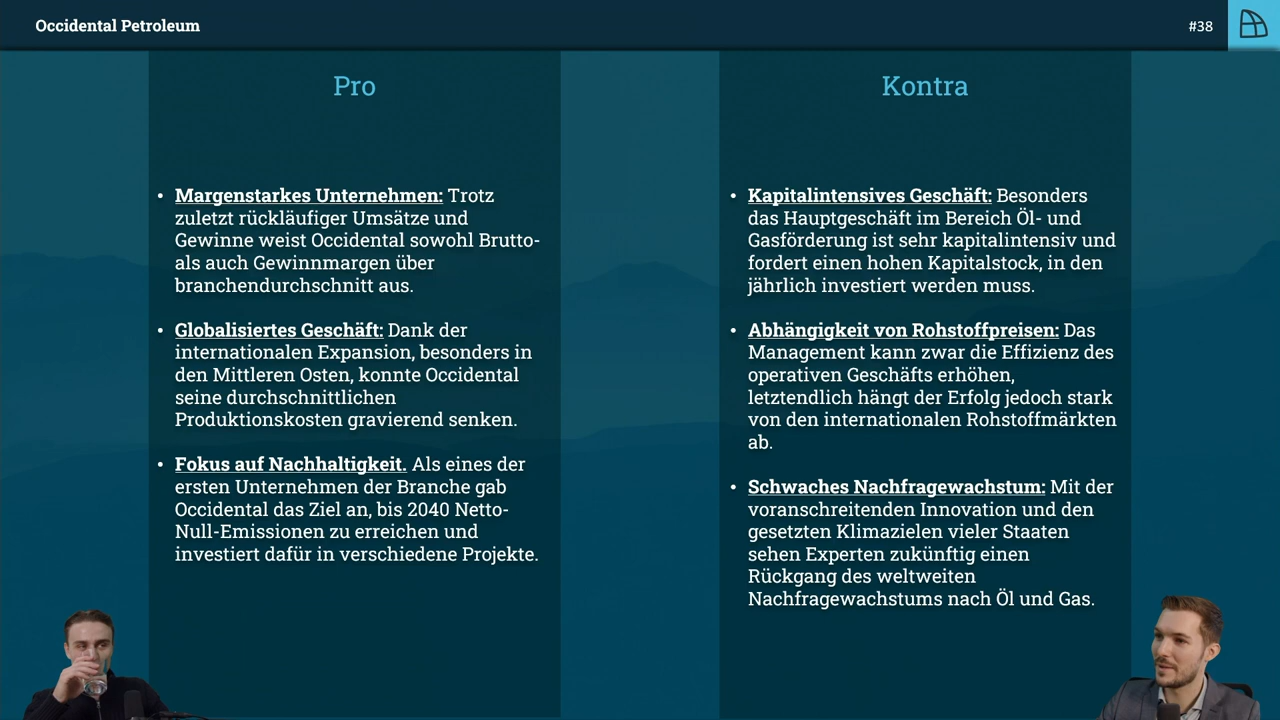 Occidental Petroleum
#38
Pro
• Margenstarkes Unternehmen: Trotz
zuletzt rückläufiger Umsätze und
Gewinne weist Occidental sowohl Brutto-
als auch Gewinnmargen über
branchendurchschnitt aus.
• Globalisiertes Geschäft: Dank der
internationalen Expansion, besonders in
den Mittleren Osten, konnte Occidental
seine durchschnittlichen
Produktionskosten gravierend senken.
• Fokus auf Nachhaltigkeit. Als eines der
ersten Unternehmen der Branche gab
Occidental das Ziel an, bis 2040 Netto-
Null-Emissionen zu erreichen und
investiert dafür in verschiedene Projekte.
Kontra
• Kapitalintensives Geschäft: Besonders
das Hauptgeschäft im Bereich Öl- und
Gasförderung ist sehr kapitalintensiv und
fordert einen hohen Kapitalstock, in den
jährlich investiert werden muss.
• Abhängigkeit von Rohstoffpreisen: Das
Management kann zwar die Effizienz des
operativen Geschäfts erhöhen,
letztendlich hängt der Erfolg jedoch stark
von den internationalen Rohstoffmärkten
ab.
• Schwaches Nachfragewachstum: Mit der
voranschreitenden Innovation und den
gesetzten Klimazielen vieler Staaten
sehen Experten zukünftig einen
Rückgang des weltweiten
Nachfragewachstums nach Öl und Gas.